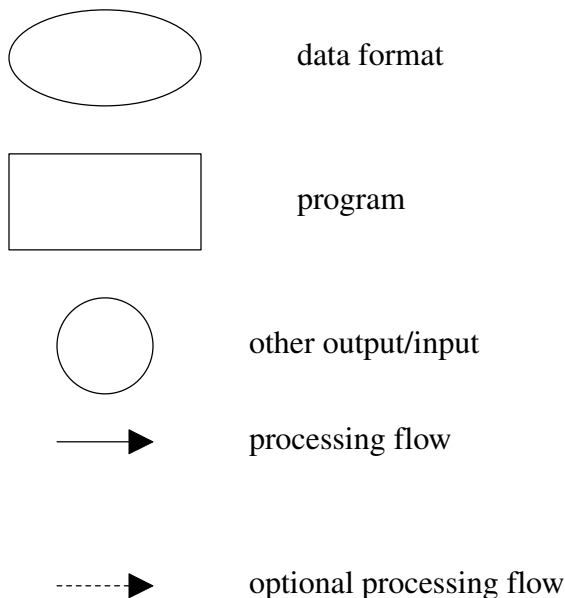 data format
program
other output/input
processing flow
optional processing flow